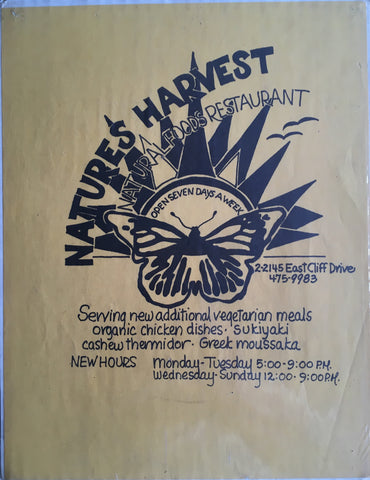 NATURES HARVEST
NATURAL FOODS RESTAURANT
OPEN SEVEN DAYS A WEEK
2-2145 East Cliff Drive
475-9983
Serving new additional vegetarian meals
organic chicken dishes · sukiyaki
cashew thermidor · Greek moussaka
NEW HOURS monday-Tuesday 5:00-9:00 P.M.
wednesday-Sunday 12:00-9:00 P.M.